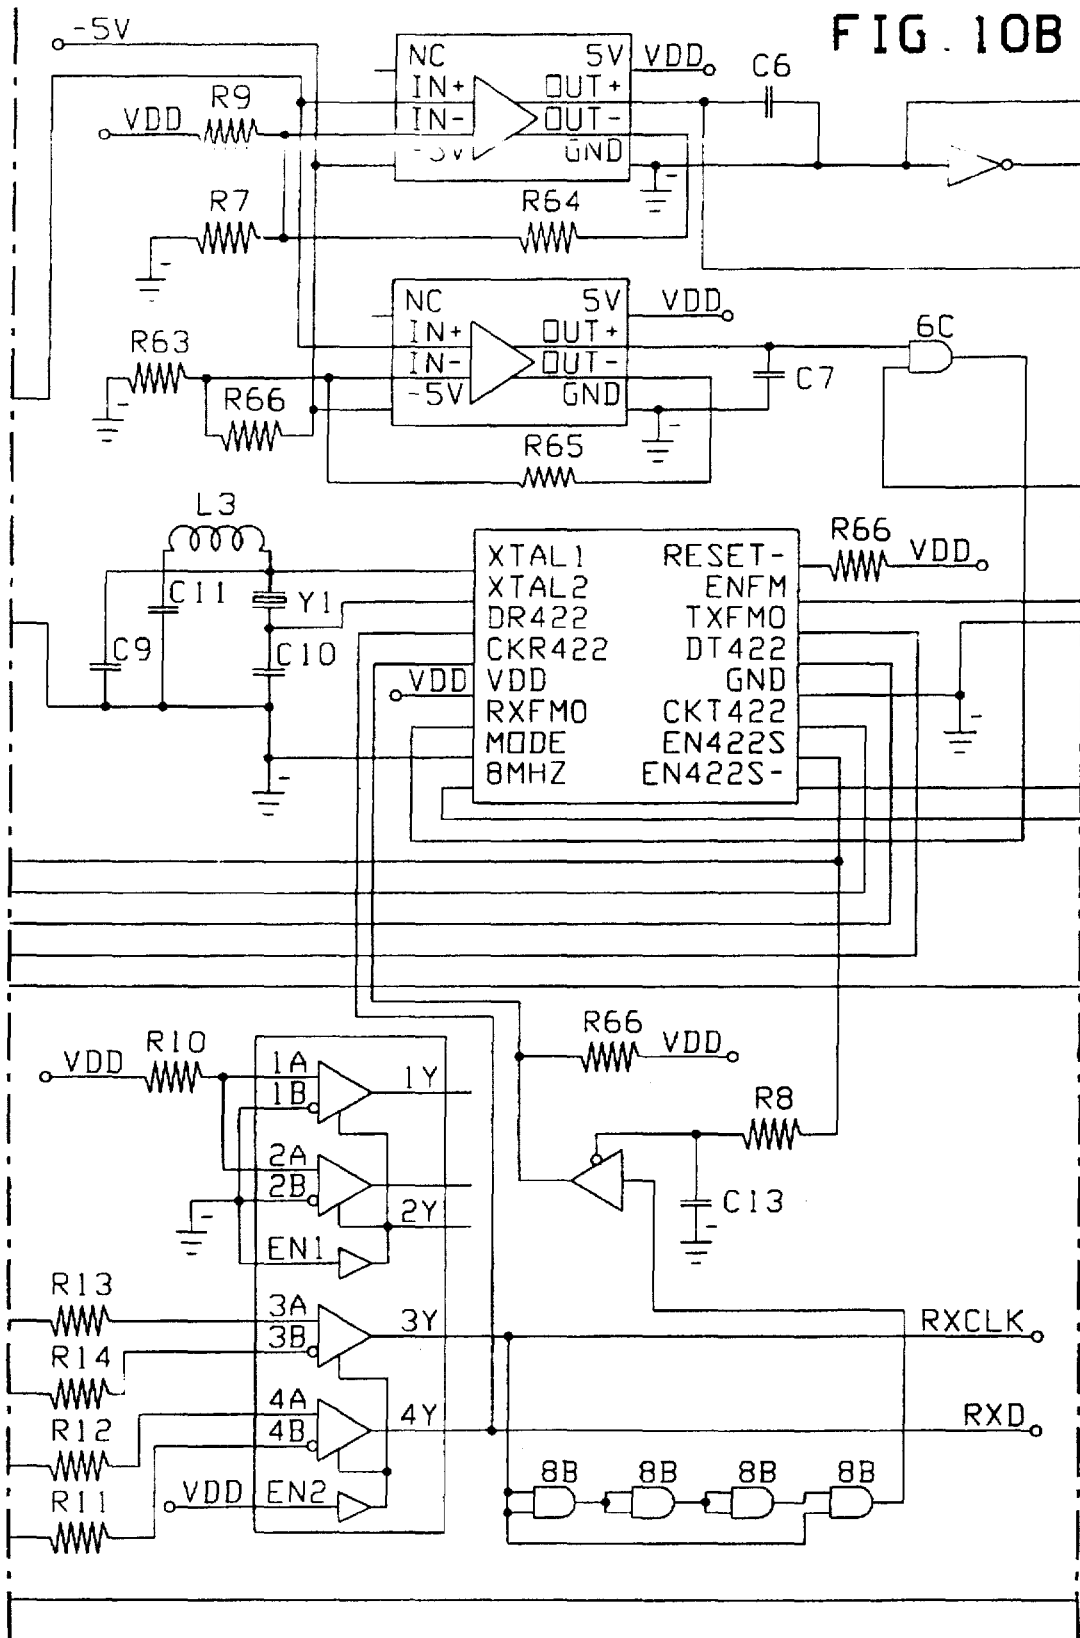 FIG. 10B
-5V
NC
5V
VDD
C6
IN+
OUT+
R9
VDD
IN-
OUT-
-5V
GND
R7
R64
NC
5V
VDD
IN+
OUT+
6C
R63
IN-
OUT-
C7
R66
-5V
GND
R65
L3
R66
XTAL1
RESET-
VDD
XTAL2
ENFM
C11
Y1
DR422
TXFMO
C9
C10
CKR422
DT422
VDD
VDD
GND
RXFMO
CKT422
MODE
EN422S
8MHZ
EN422S-
R66
VDD
R10
VDD
1A
1Y
1B
R8
2A
2B
2Y
C13
EN1
R13
3A
3Y
RXCLK
3B
R14
4A
4Y
RXD
R12
4B
8B
8B
8B
8B
R11
VDD
EN2